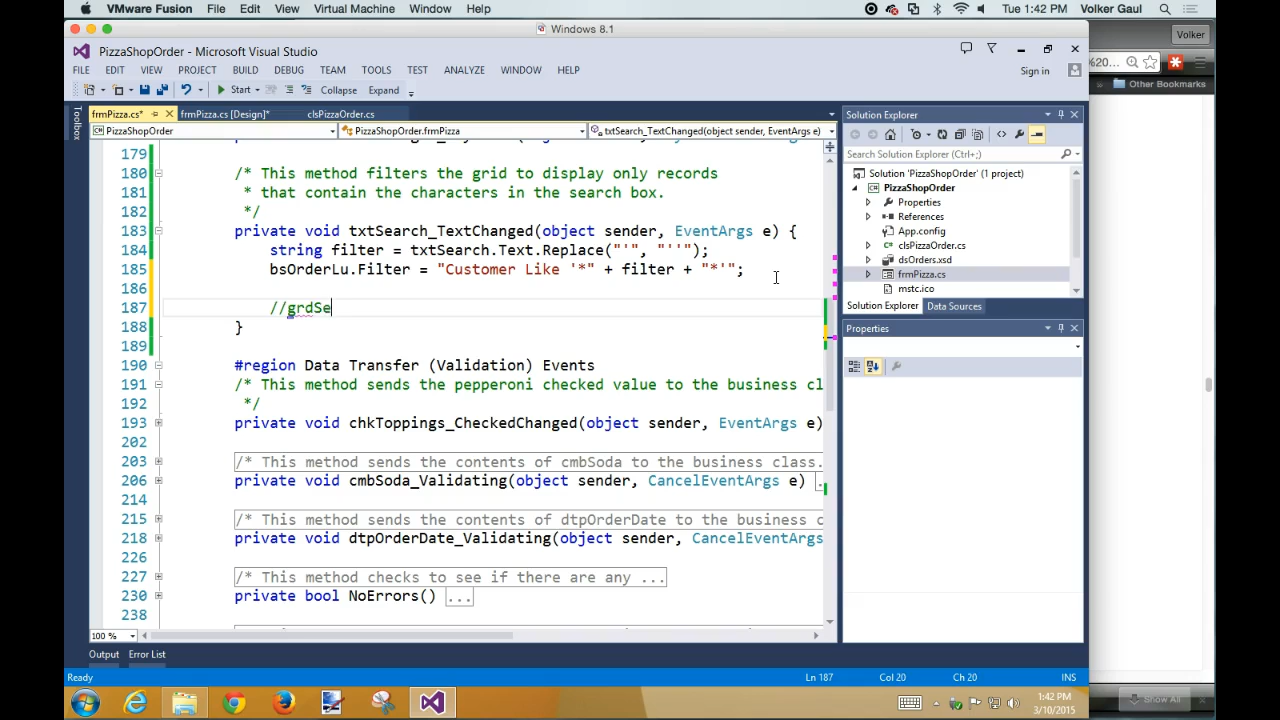 VMware Fusion File Edit View Virtual Machine Window Help Tue 1:42 PM Volker Gaul
Windows 8.1
Volker
PizzaShopOrder - Microsoft Visual Studio
FILE EDIT VIEW PROJECT BUILD DEBUG TEAM TOOLS TEST ANALYZE WINDOW HELP Sign in
%20...
Start Collapse Expand
» Other Bookmarks
Toolbox
frmPizza.cs* frmPizza.cs [Design]* clsPizzaOrder.cs
PizzaShopOrder PizzaShopOrder.frmPizza txtSearch_TextChanged(object sender, EventArgs e)
179
180 /* This method filters the grid to display only records
181 * that contain the characters in the search box.
182 */
183 private void txtSearch_TextChanged(object sender, EventArgs e) {
184 string filter = txtSearch.Text.Replace("'", "''");
185 bsOrderLu.Filter = "Customer Like '*" + filter + "*'";
186
187 //grdSe
188 }
189
190 #region Data Transfer (Validation) Events
191 /* This method sends the pepperoni checked value to the business cl
192 */
193 private void chkToppings_CheckedChanged(object sender, EventArgs e)
202
203 /* This method sends the contents of cmbSoda to the business class.
206 private void cmbSoda_Validating(object sender, CancelEventArgs e)
214
215 /* This method sends the contents of dtpOrderDate to the business c
218 private void dtpOrderDate_Validating(object sender, CancelEventArgs
226
227 /* This method checks to see if there are any ...
230 private bool NoErrors() ...
238
100 %
Output Error List
Ready Ln 187 Col 20 Ch 20 INS
Solution Explorer
Search Solution Explorer (Ctrl+;)
Solution 'PizzaShopOrder' (1 project)
PizzaShopOrder
Properties
References
App.config
clsPizzaOrder.cs
dsOrders.xsd
frmPizza.cs
mstc.ico
Solution Explorer Data Sources
Properties
1:42 PM
3/10/2015
Show All